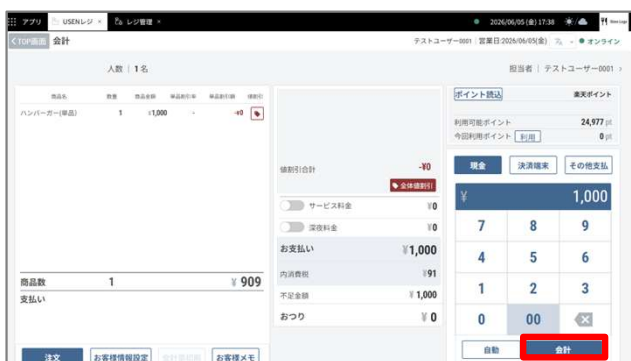 アプリ USENレジ × レジ管理 × 2026/06/05 (金) 17:38
<TOP画面 会計 テストユーザー0001 営業日:2026/06/05(金) オンライン
人数 1 名 担当者 テストユーザー0001 >
商品名 数量 商品金額 単品割引率 単品割引額 値割引
ハンバーガー(単品) 1 ¥1,000 - -¥0
商品数 1 ¥ 909
支払い
注文 お客様情報設定 お客様メモ
値割引合計 -¥0
全体値割引
サービス料金 ¥0
深夜料金 ¥0
お支払い ¥1,000
内消費税 ¥91
不足金額 ¥ 1,000
おつり ¥ 0
ポイント読込 楽天ポイント
利用可能ポイント 24,977 pt
今回利用ポイント 利用 0 pt
現金 決済端末 その他支払
¥ 1,000
7 8 9
4 5 6
1 2 3
0 00
自動 会計